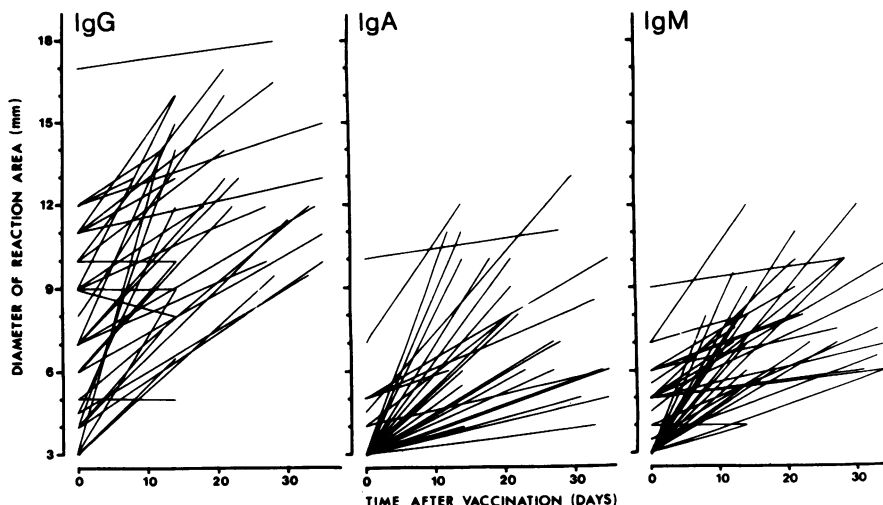 IgG
IgA
IgM
DIAMETER OF REACTION AREA (mm)
18
15
12
9
6
3
0 10 20 30
0 10 20 30
0 10 20 30
TIME AFTER VACCINATION (DAYS)